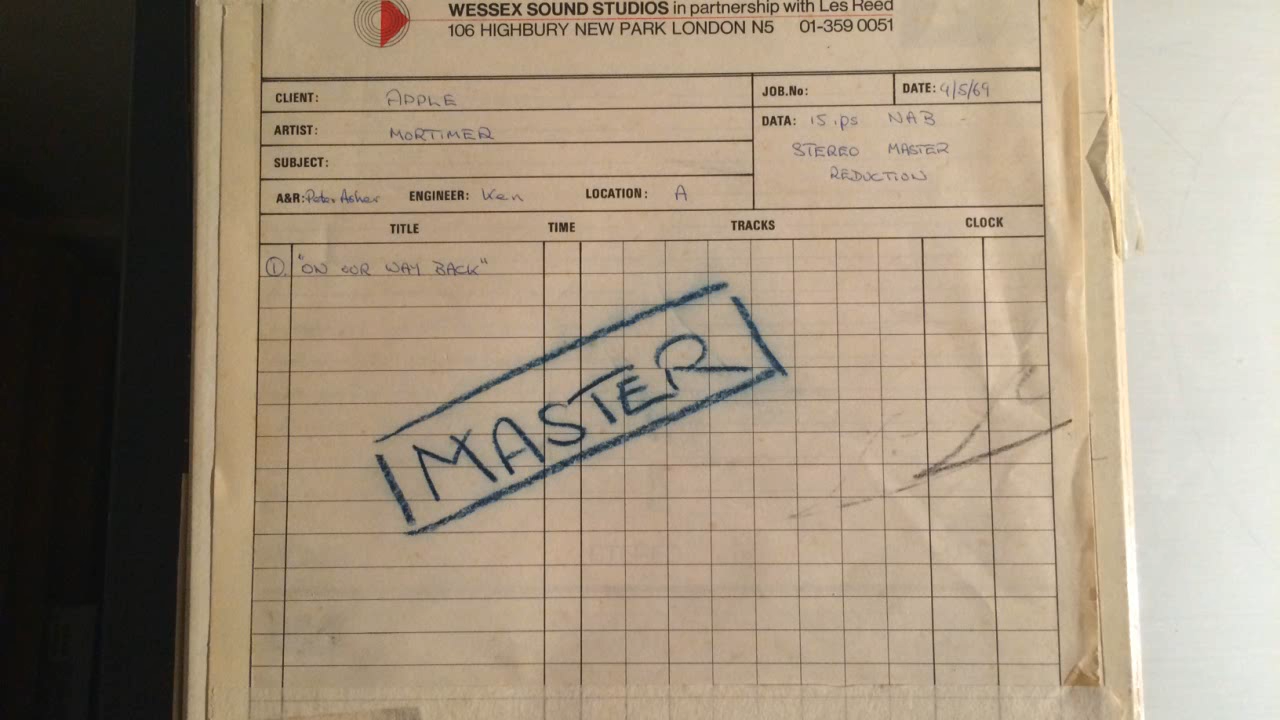 WESSEX SOUND STUDIOS in partnership with Les Reed
106 HIGHBURY NEW PARK LONDON N5 01-359 0051
CLIENT: APPLE
JOB.No:
DATE: 9/5/69
ARTIST: MORTIMER
DATA: 15.ps NAB
SUBJECT:
STEREO MASTER
REDUCTION
A&R: Peter Asher ENGINEER: Ken LOCATION: A
TITLE TIME TRACKS CLOCK
① "ON OUR WAY BACK"
MASTER